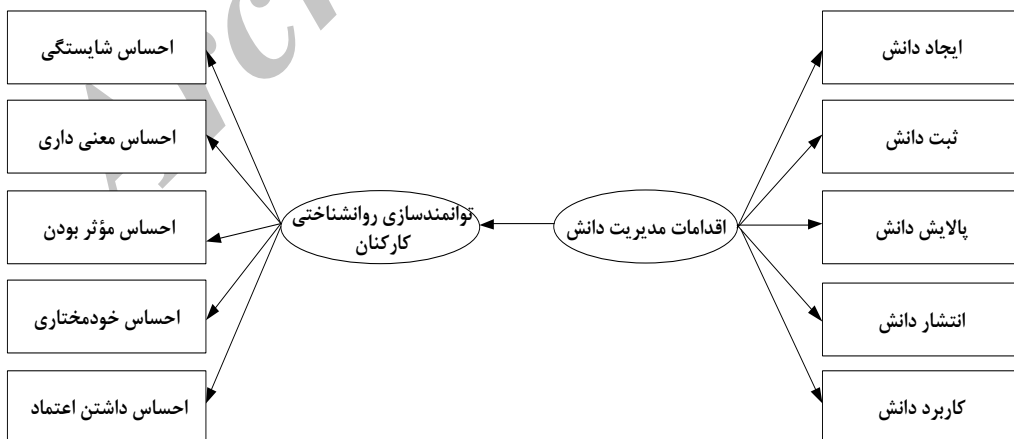 ایجاد دانش
ثبت دانش
پالایش دانش
انتشار دانش
کاربرد دانش
اقدامات مدیریت دانش
توانمندسازی روانشناختی
کارکنان
احساس شایستگی
احساس معنی داری
احساس مؤثر بودن
احساس خودمختاری
احساس داشتن اعتماد